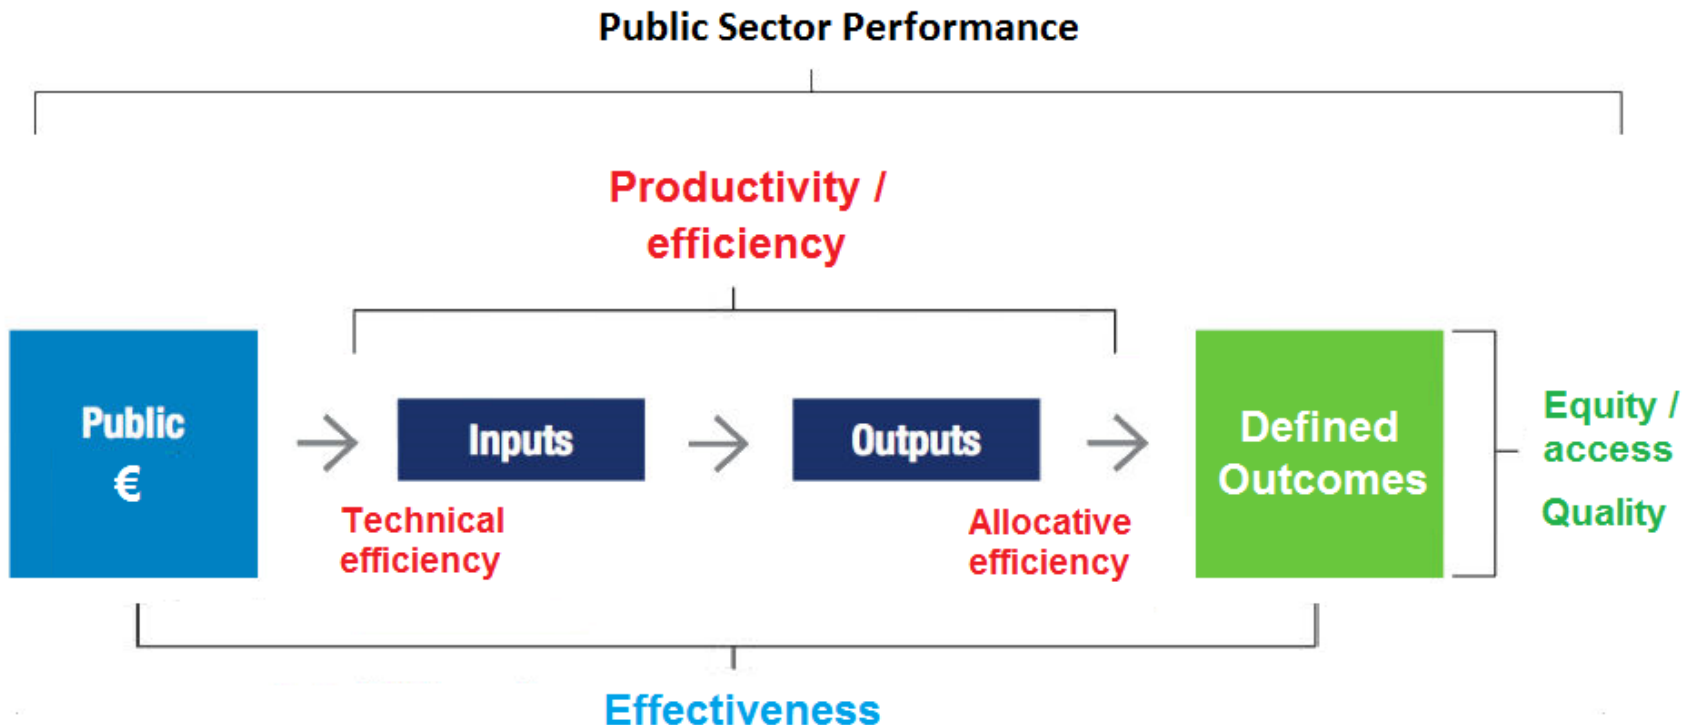 Public Sector Performance
Productivity /
efficiency
Public
€
Inputs
Outputs
Defined
Outcomes
Equity /
access
Quality
Technical
efficiency
Allocative
efficiency
Effectiveness